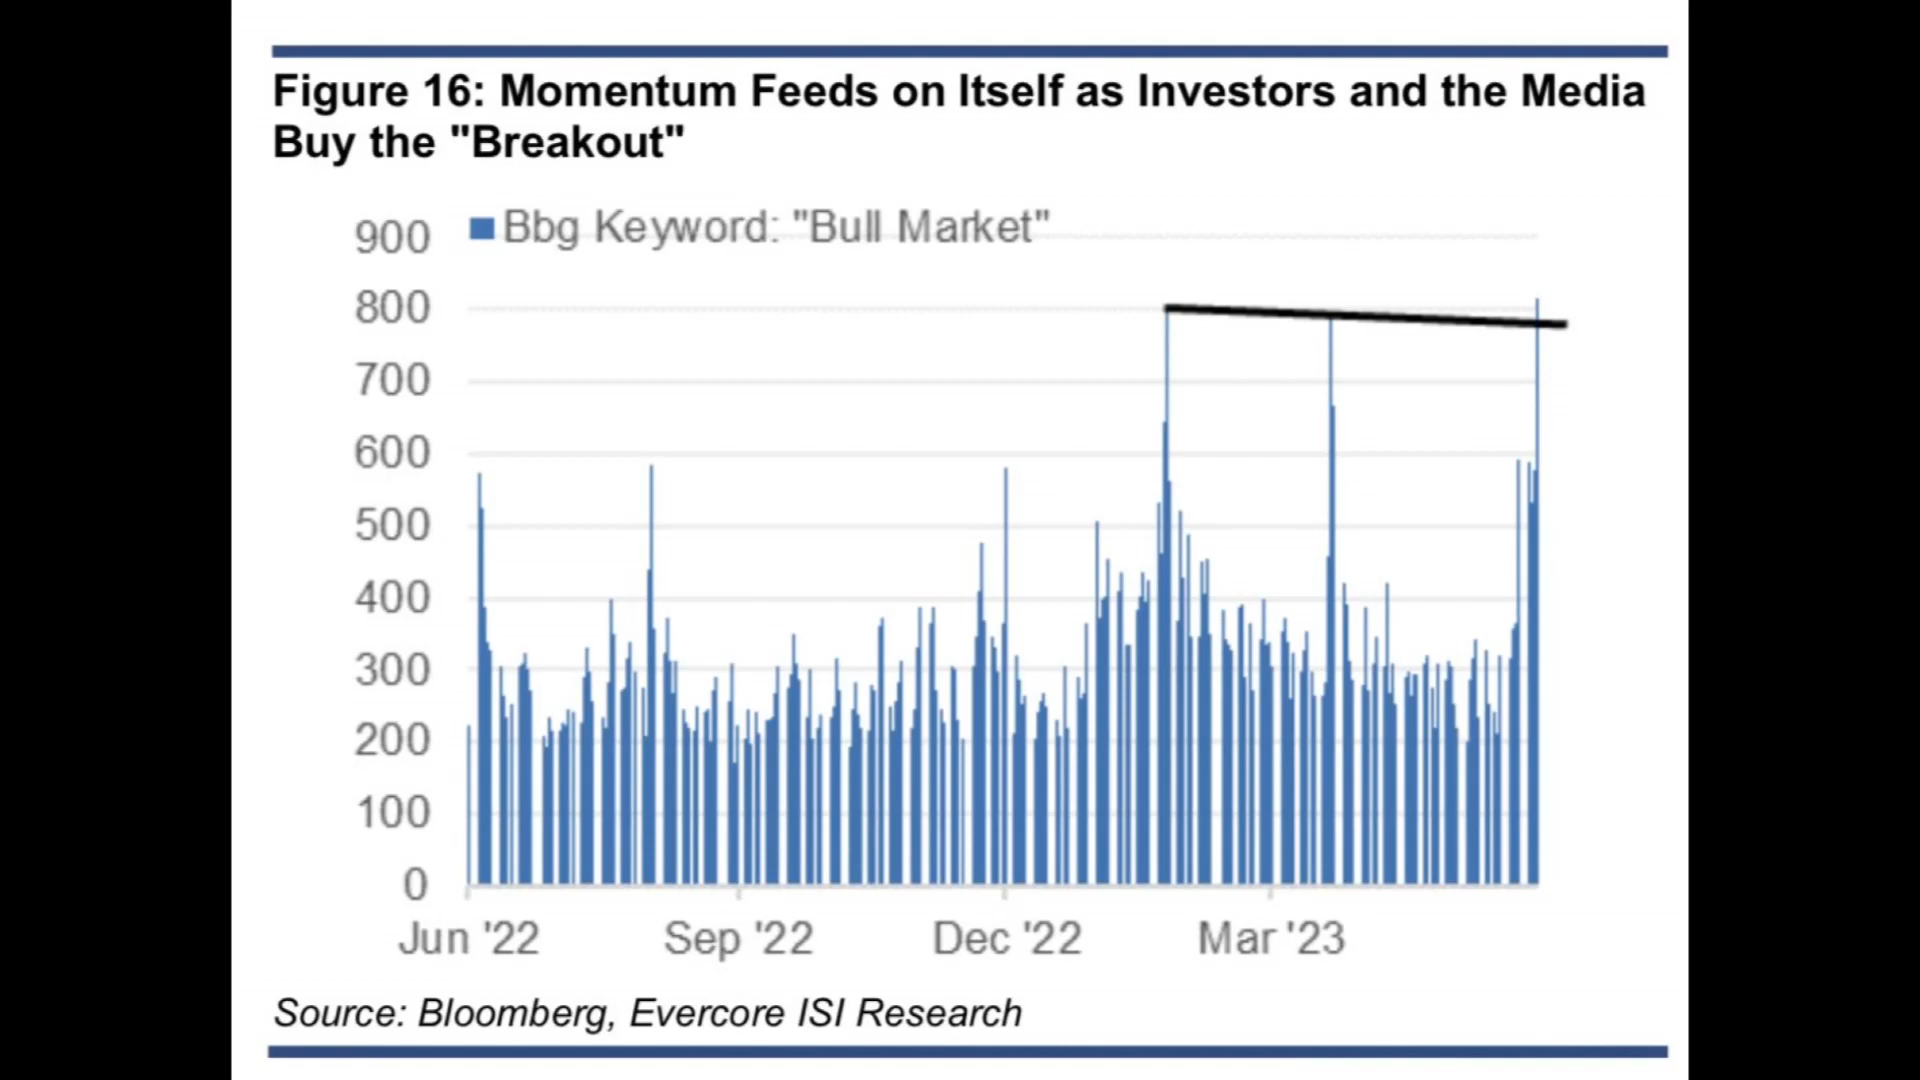 Figure 16: Momentum Feeds on Itself as Investors and the Media
Buy the "Breakout"
Bbg Keyword: "Bull Market"
900
800
700
600
500
400
300
200
100
0
Jun '22 Sep '22 Dec '22 Mar '23
Source: Bloomberg, Evercore ISI Research